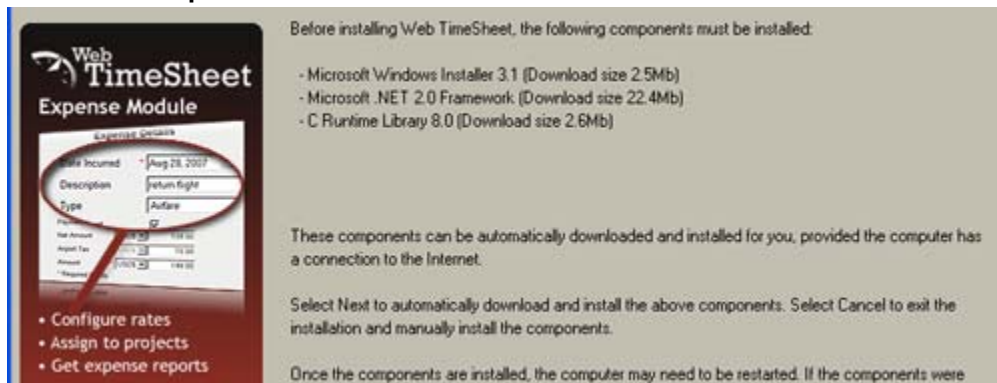 Web
TimeSheet
Expense Module
Expense Details
Date Incurred * Aug 28, 2007
Description return flight
Type Airfare
Net Amount
Airport Tax
Amount
* Required
• Configure rates
• Assign to projects
• Get expense reports
Before installing Web TimeSheet, the following components must be installed:
- Microsoft Windows Installer 3.1 (Download size 2.5Mb)
- Microsoft .NET 2.0 Framework (Download size 22.4Mb)
- C Runtime Library 8.0 (Download size 2.6Mb)
These components can be automatically downloaded and installed for you, provided the computer has
a connection to the Internet.
Select Next to automatically download and install the above components. Select Cancel to exit the
installation and manually install the components.
Once the components are installed, the computer may need to be restarted. If the components were